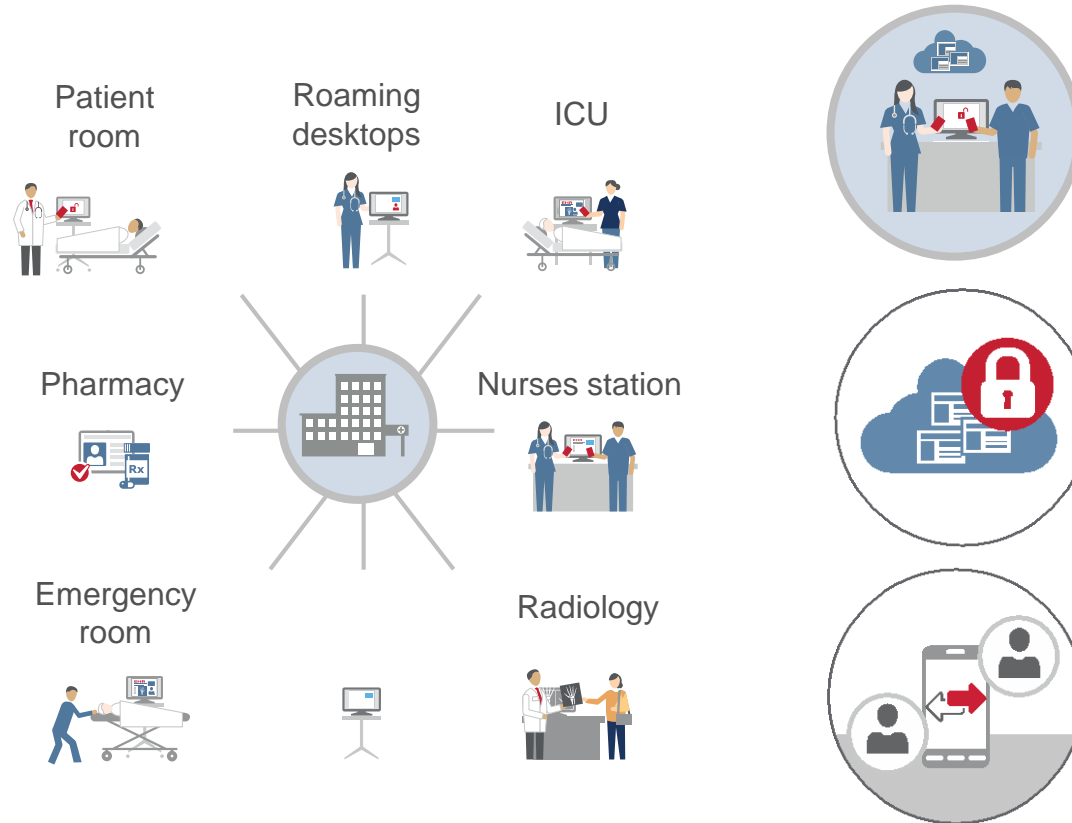 Patient
room
Roaming
desktops
ICU
Pharmacy
Nurses station
Rx
Emergency
room
Radiology